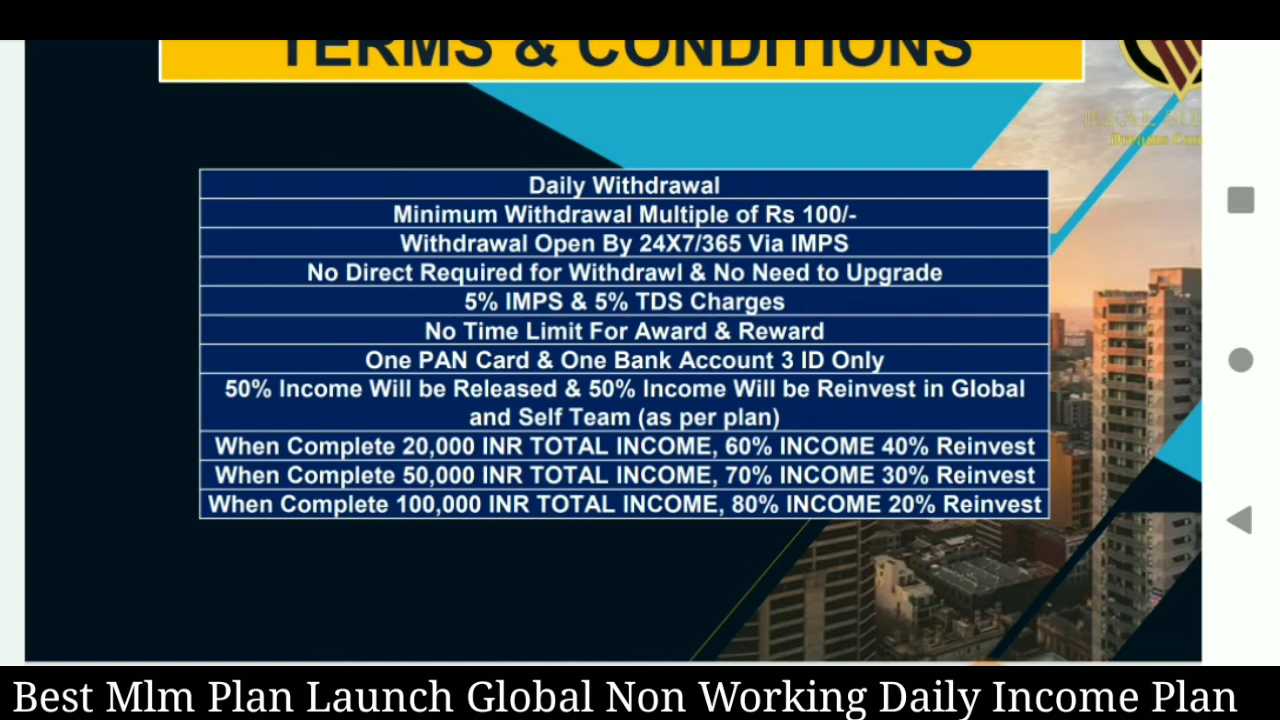 TERMS & CONDITIONS
Daily Withdrawal
Minimum Withdrawal Multiple of Rs 100/-
Withdrawal Open By 24X7/365 Via IMPS
No Direct Required for Withdrawl & No Need to Upgrade
5% IMPS & 5% TDS Charges
No Time Limit For Award & Reward
One PAN Card & One Bank Account 3 ID Only
50% Income Will be Released & 50% Income Will be Reinvest in Global
and Self Team (as per plan)
When Complete 20,000 INR TOTAL INCOME, 60% INCOME 40% Reinvest
When Complete 50,000 INR TOTAL INCOME, 70% INCOME 30% Reinvest
When Complete 100,000 INR TOTAL INCOME, 80% INCOME 20% Reinvest
Best Mlm Plan Launch Global Non Working Daily Income Plan